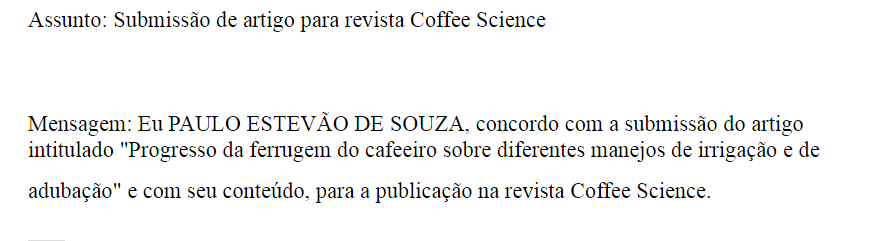 Assunto: Submissão de artigo para revista Coffee Science
Mensagem: Eu PAULO ESTEVÃO DE SOUZA, concordo com a submissão do artigo
intitulado "Progresso da ferrugem do cafeeiro sobre diferentes manejos de irrigação e de
adubação" e com seu conteúdo, para a publicação na revista Coffee Science.